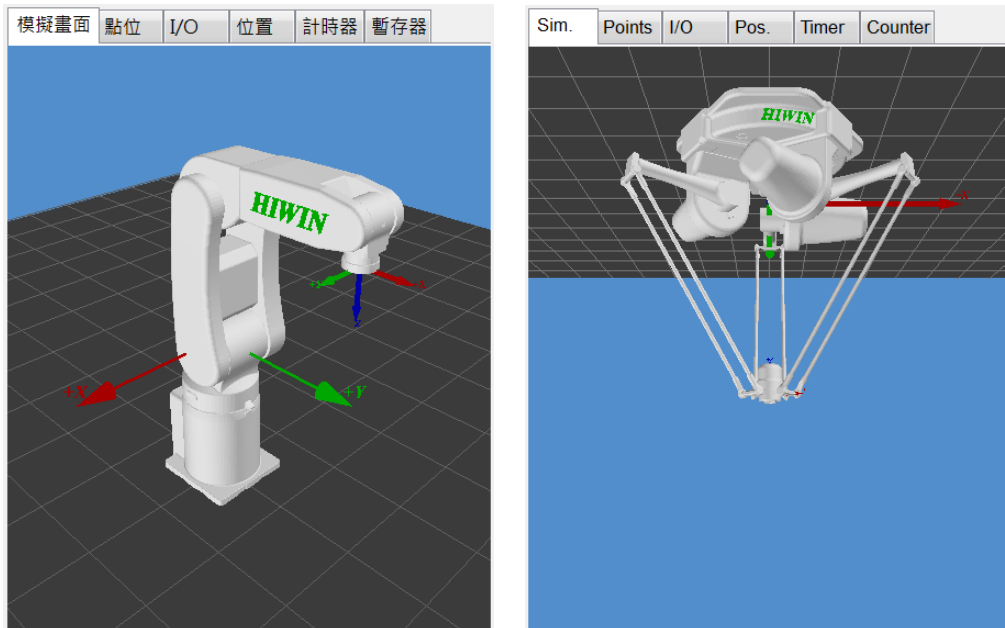 模擬畫面 點位 I/O 位置 計時器 暫存器
HIWIN
+X
+Y
Z
+X
+Y
Sim. Points I/O Pos. Timer Counter
HIWIN